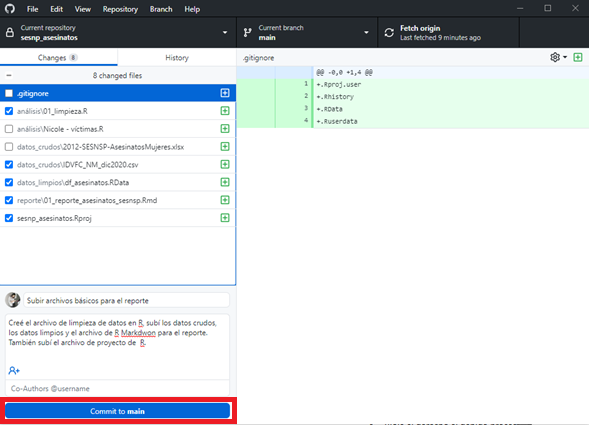 File Edit View Repository Branch Help
Current repository
sesnp_asesinatos
Current branch
main
Fetch origin
Last fetched 9 minutes ago
Changes 8
History
8 changed files
.gitignore
análisis\01_limpieza.R
análisis\Nicole - víctimas.R
datos_crudos\2012-SESNSP-AsesinatosMujeres.xlsx
datos_crudos\IDVFC_NM_dic2020.csv
datos_limpios\df_asesinatos.RData
reporte\01_reporte_asesinatos_sesnsp.Rmd
sesnp_asesinatos.Rproj
.gitignore
@@ -0,0 +1,4 @@
1 +.Rproj.user
2 +.Rhistory
3 +.RData
4 +.Ruserdata
Subir archivos básicos para el reporte
Creé el archivo de limpieza de datos en R, subí los datos crudos,
los datos limpios y el archivo de R Markdwon para el reporte.
También subí el archivo de proyecto de R.
Co-Authors @username
Commit to main